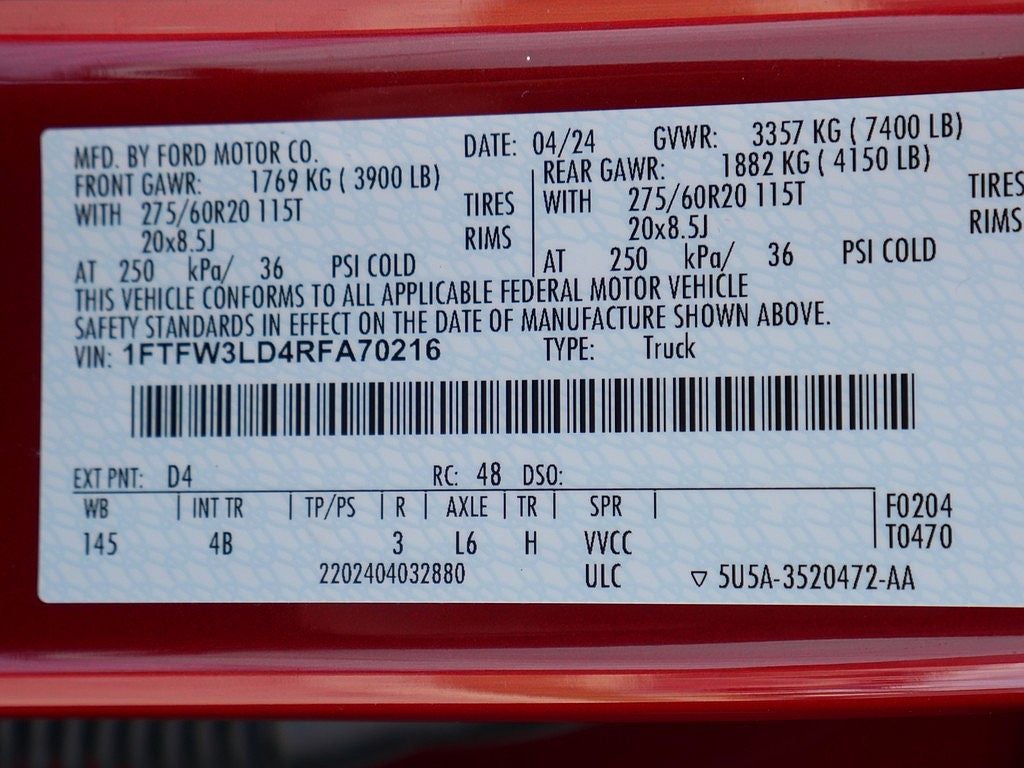 MFD. BY FORD MOTOR CO. DATE: 04/24 GVWR: 3357 KG ( 7400 LB)
FRONT GAWR: 1769 KG ( 3900 LB) REAR GAWR: 1882 KG ( 4150 LB)
WITH 275/60R20 115T TIRES WITH 275/60R20 115T TIRES
20x8.5J RIMS 20x8.5J RIMS
AT 250 kPa/ 36 PSI COLD AT 250 kPa/ 36 PSI COLD
THIS VEHICLE CONFORMS TO ALL APPLICABLE FEDERAL MOTOR VEHICLE
SAFETY STANDARDS IN EFFECT ON THE DATE OF MANUFACTURE SHOWN ABOVE.
VIN: 1FTFW3LD4RFA70216 TYPE: Truck
EXT PNT: D4 RC: 48 DSO:
WB | INT TR | TP/PS | R | AXLE | TR | SPR | F0204
145 4B 3 L6 H VVCC T0470
2202404032880 ULC ▽ 5U5A-3520472-AA